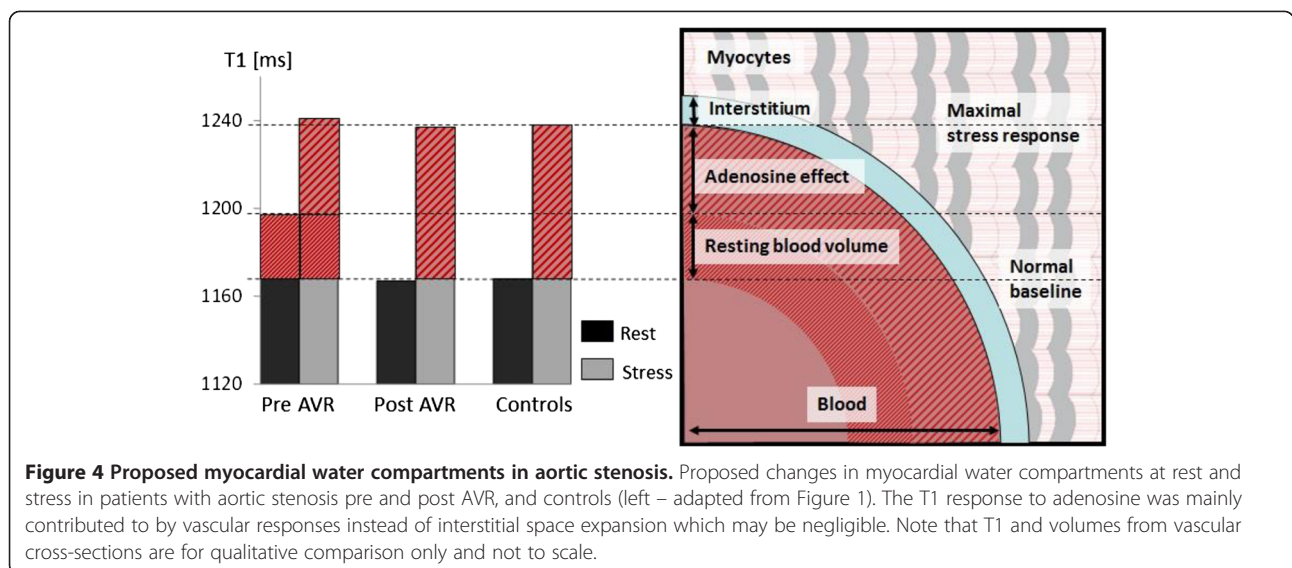 T1 [ms]
1240
1200
1160
1120
Pre AVR
Post AVR
Controls
Rest
Stress
Myocytes
Interstitium
Maximal
stress response
Adenosine effect
Resting blood volume
Normal
baseline
Blood
Figure 4 Proposed myocardial water compartments in aortic stenosis. Proposed changes in myocardial water compartments at rest and
stress in patients with aortic stenosis pre and post AVR, and controls (left – adapted from Figure 1). The T1 response to adenosine was mainly
contributed to by vascular responses instead of interstitial space expansion which may be negligible. Note that T1 and volumes from vascular
cross-sections are for qualitative comparison only and not to scale.